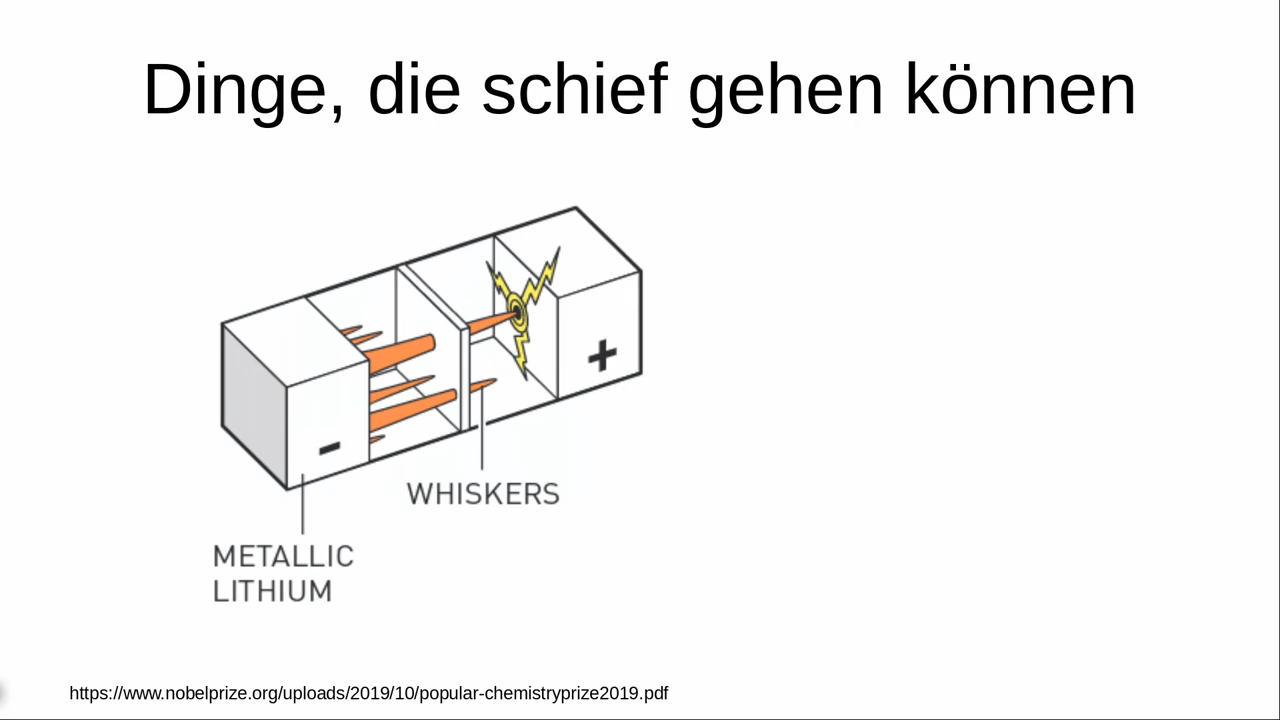 Dinge, die schief gehen können
+
-
WHISKERS
METALLIC
LITHIUM
https://www.nobelprize.org/uploads/2019/10/popular-chemistryprize2019.pdf